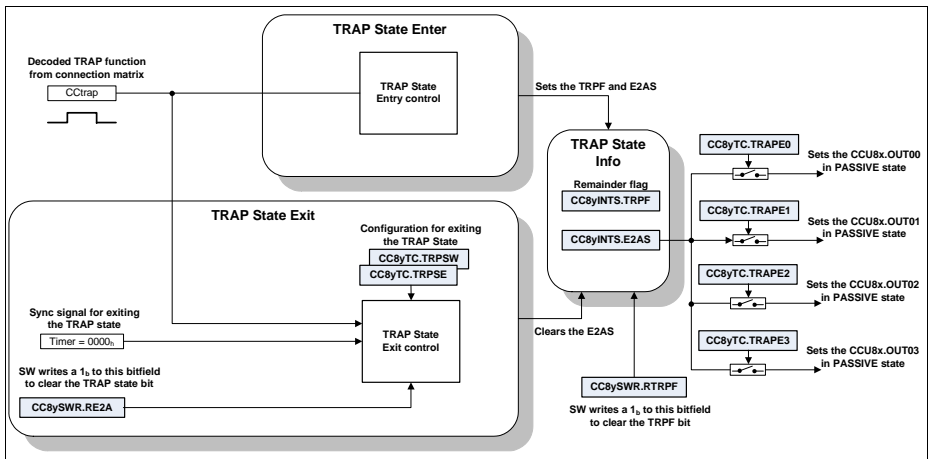 TRAP State Enter
Decoded TRAP function
from connection matrix
CCtrap
TRAP State
Entry control
Sets the TRPF and E2AS
TRAP State
Info
Remainder flag
CC8yINTS.TRPF
CC8yINTS.E2AS
CC8yTC.TRAPE0
Sets the CCU8x.OUT00
in PASSIVE state
CC8yTC.TRAPE1
Sets the CCU8x.OUT01
in PASSIVE state
CC8yTC.TRAPE2
Sets the CCU8x.OUT02
in PASSIVE state
CC8yTC.TRAPE3
Sets the CCU8x.OUT03
in PASSIVE state
TRAP State Exit
Configuration for exiting
the TRAP State
CC8yTC.TRPSW
CC8yTC.TRPSE
Sync signal for exiting
the TRAP state
Timer = 0000h
TRAP State
Exit control
Clears the E2AS
SW writes a 1b to this bitfield
to clear the TRAP state bit
CC8ySWR.RE2A
CC8ySWR.RTRPF
SW writes a 1b to this bitfield
to clear the TRPF bit